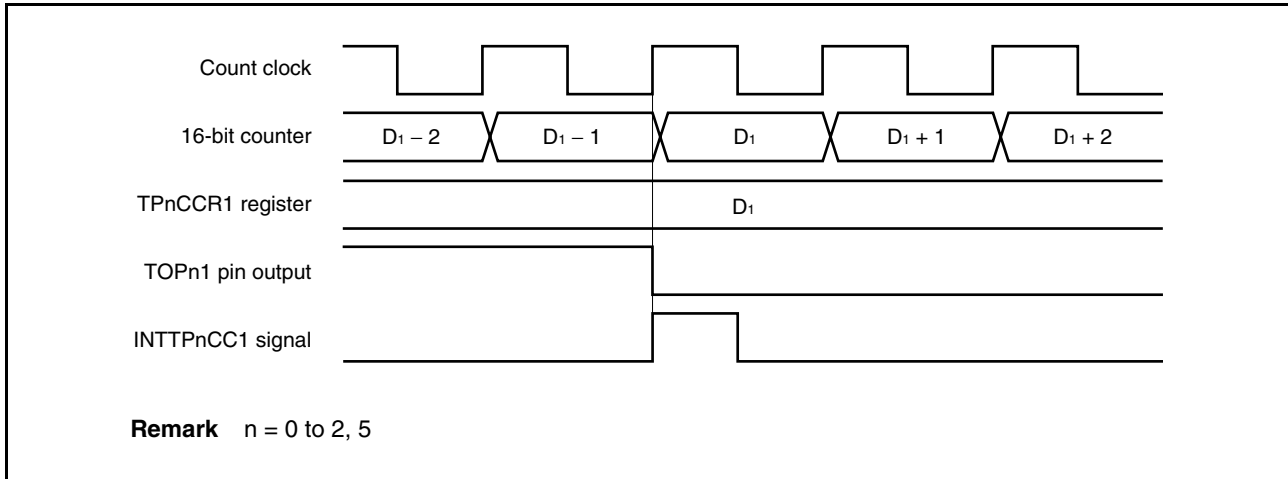 Count clock
16-bit counter D₁ − 2 D₁ − 1 D₁ D₁ + 1 D₁ + 2
TPnCCR1 register D₁
TOPn1 pin output
INTTPnCC1 signal
Remark n = 0 to 2, 5